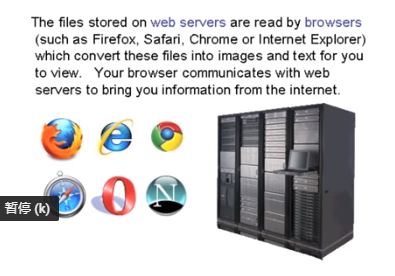 The files stored on web servers are read by browsers
(such as Firefox, Safari, Chrome or Internet Explorer)
which convert these files into images and text for you
to view. Your browser communicates with web
servers to bring you information from the internet.
N
暂停 (k)